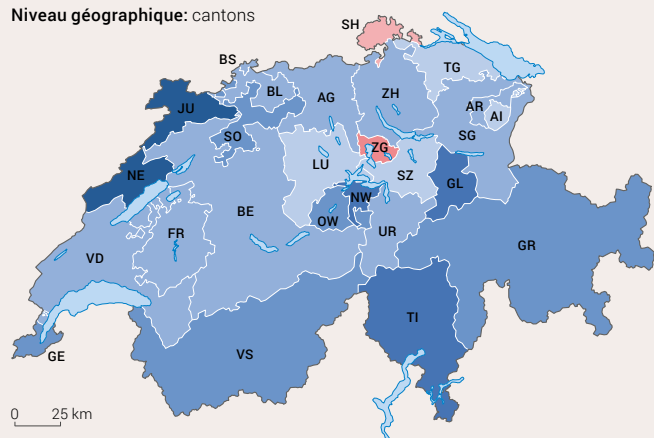 Niveau géographique: cantons
SH
BS
TG
BL
AG
ZH
JU
AR
AI
SO
SG
ZG
LU
SZ
NE
GL
NW
BE
OW
FR
UR
GR
VD
TI
GE
VS
0 25 km